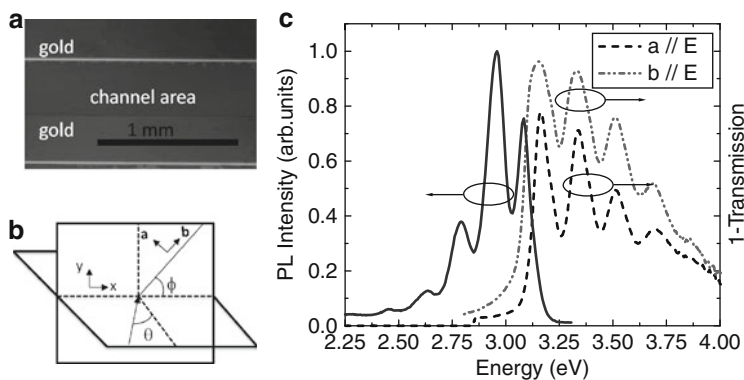 a
gold
channel area
gold
1 mm
b
a
b
y
x
ϕ
θ
c
PL Intensity (arb.units)
1.0
0.8
0.6
0.4
0.2
0.0
2.25 2.50 2.75 3.00 3.25 3.50 3.75 4.00
Energy (eV)
1-Transmission
a // E
b // E